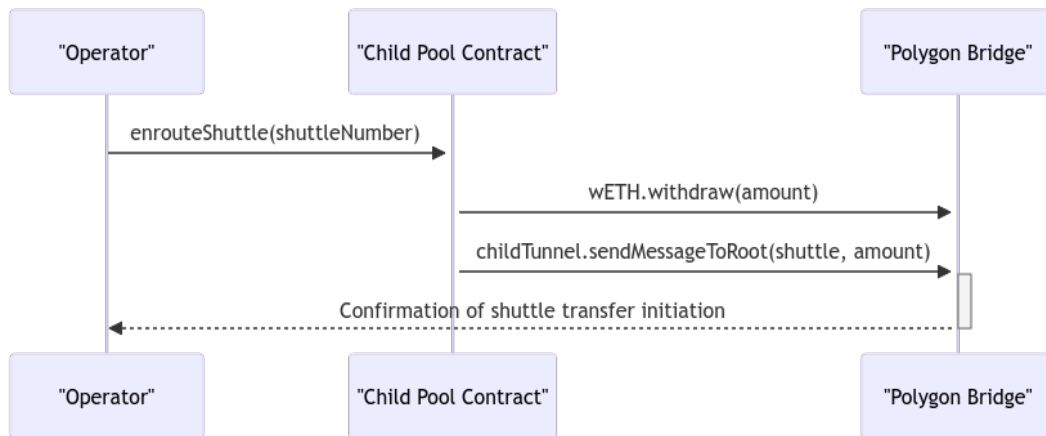 "Operator"
"Child Pool Contract"
"Polygon Bridge"
enrouteShuttle(shuttleNumber)
wETH.withdraw(amount)
childTunnel.sendMessageToRoot(shuttle, amount)
Confirmation of shuttle transfer initiation
"Operator"
"Child Pool Contract"
"Polygon Bridge"